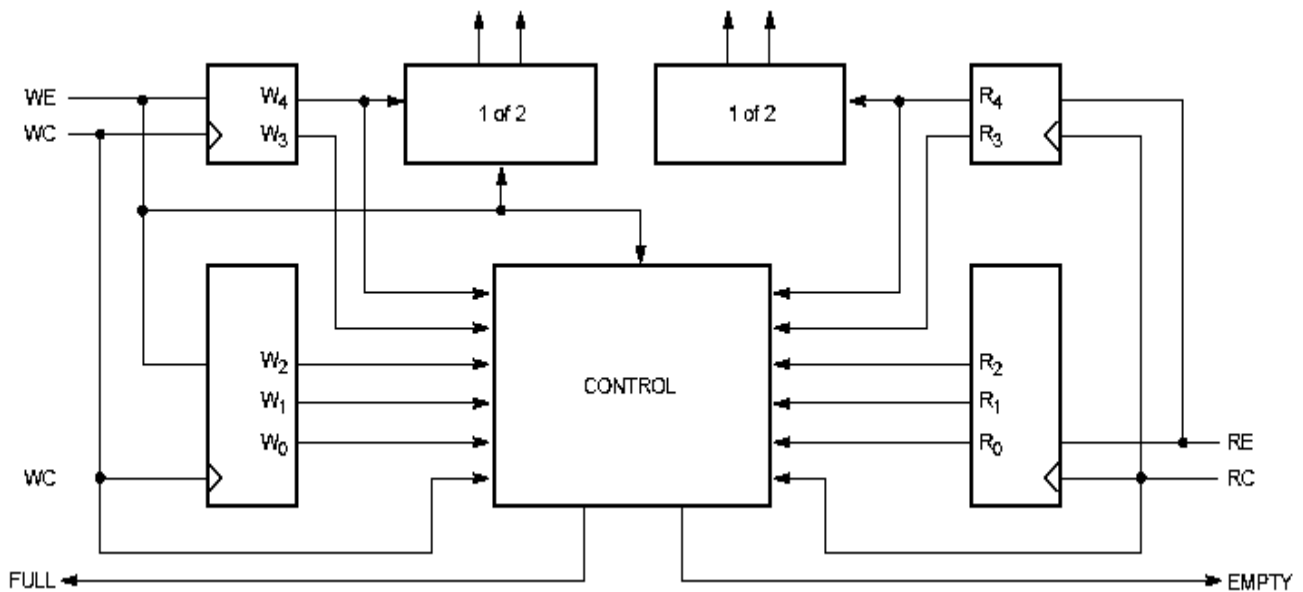 WE
WC
W4
W3
1 of 2
1 of 2
R4
R3
W2
W1
W0
WC
CONTROL
R2
R1
R0
RE
RC
FULL
EMPTY